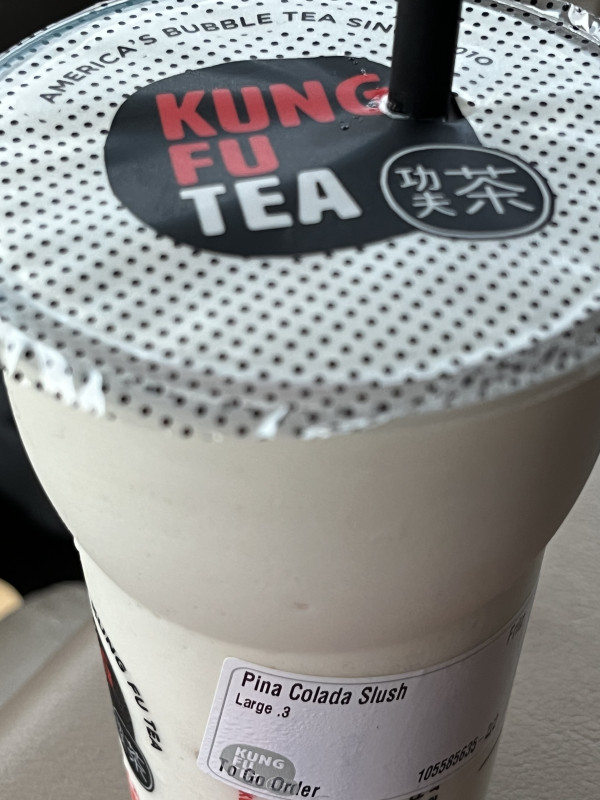 AMERICA'S BUBBLE TEA SIN
KUNG
FU
TEA
功夫
茶
KUNG FU TEA
茶
Pina Colada Slush
Large .3
KUNG
FU
To Go Order